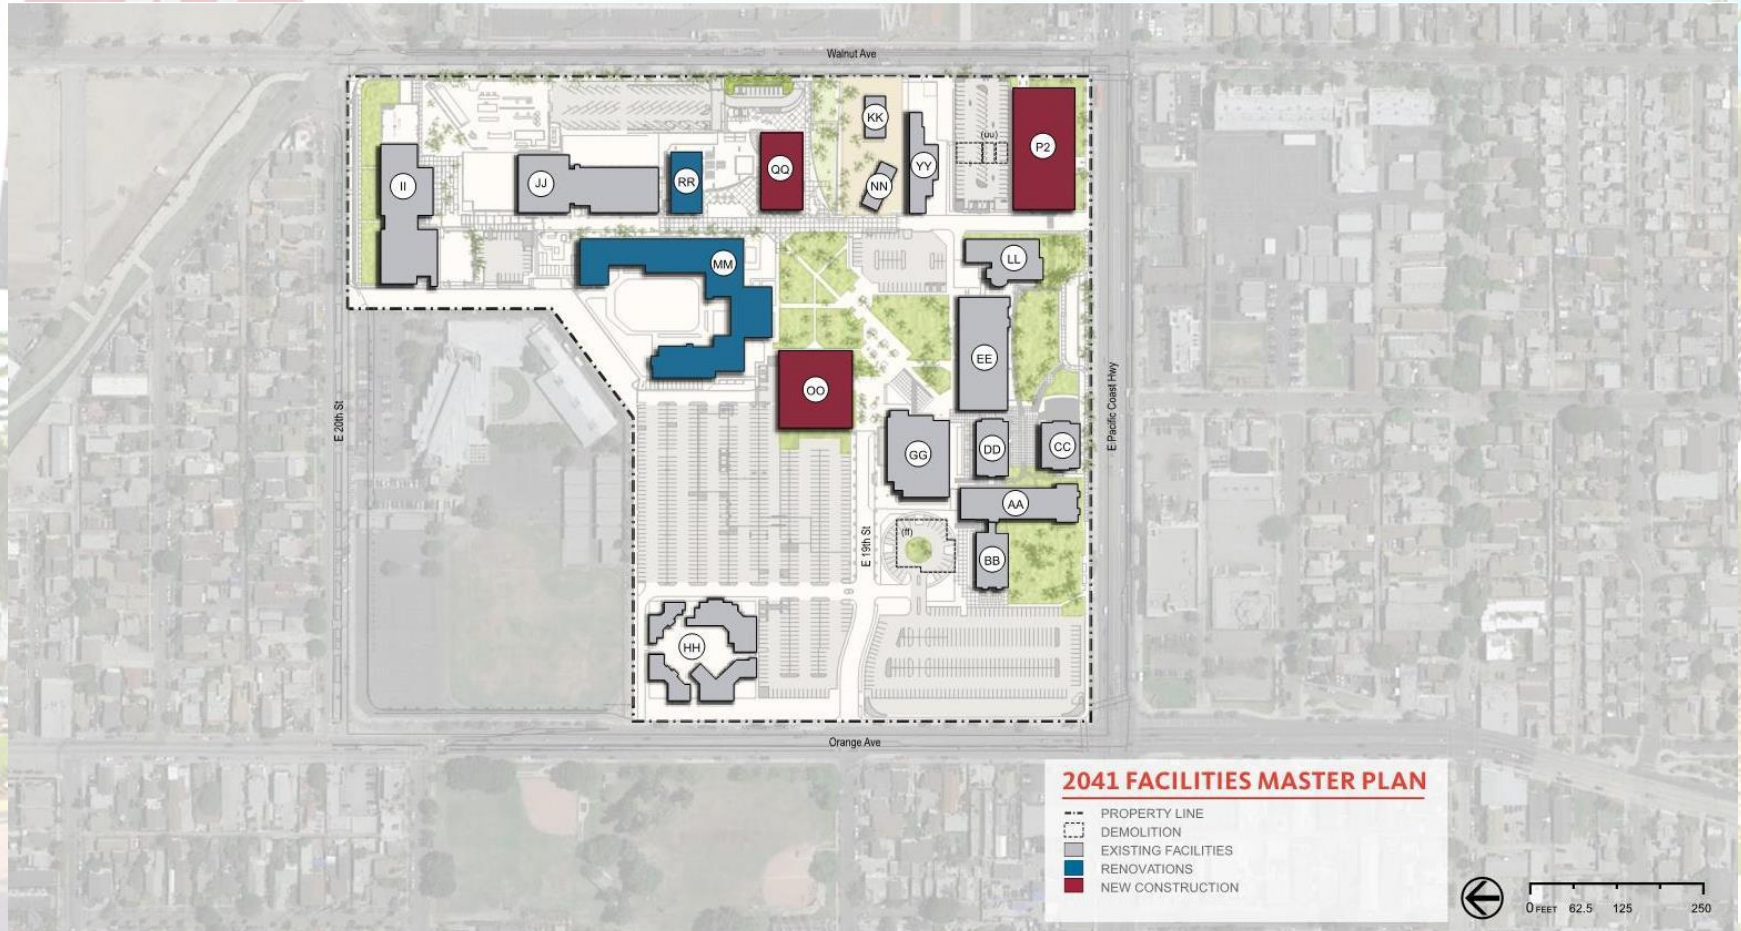 Walnut Ave
KK
(uu)
P2
QQ
YY
JJ
RR
II
NN
MM
LL
EE
E Pacific Coast Hwy
OO
E 20th St
CC
DD
GG
AA
E 19th St
(ff)
BB
HH
Orange Ave
2041 FACILITIES MASTER PLAN
PROPERTY LINE
DEMOLITION
EXISTING FACILITIES
RENOVATIONS
NEW CONSTRUCTION
0 FEET 62.5 125 250